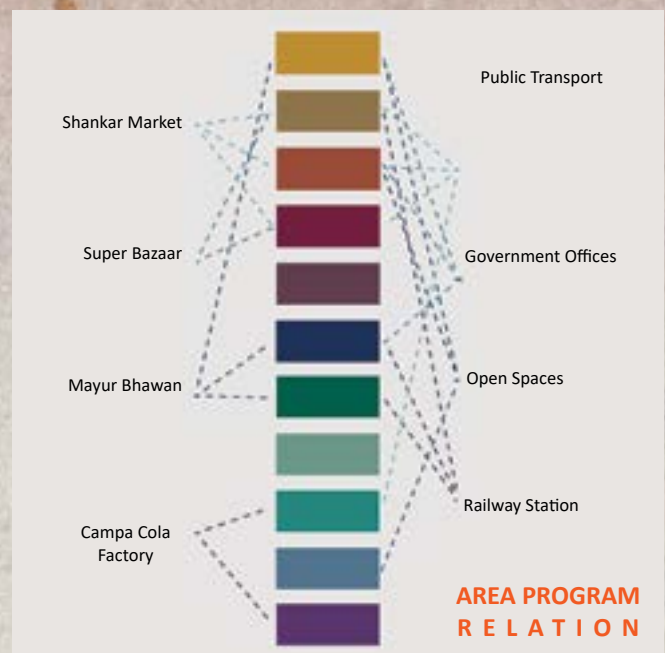 Public Transport
Shankar Market
Super Bazaar
Government Offices
Mayur Bhawan
Open Spaces
Railway Station
Campa Cola
Factory
AREA PROGRAM
RELATION